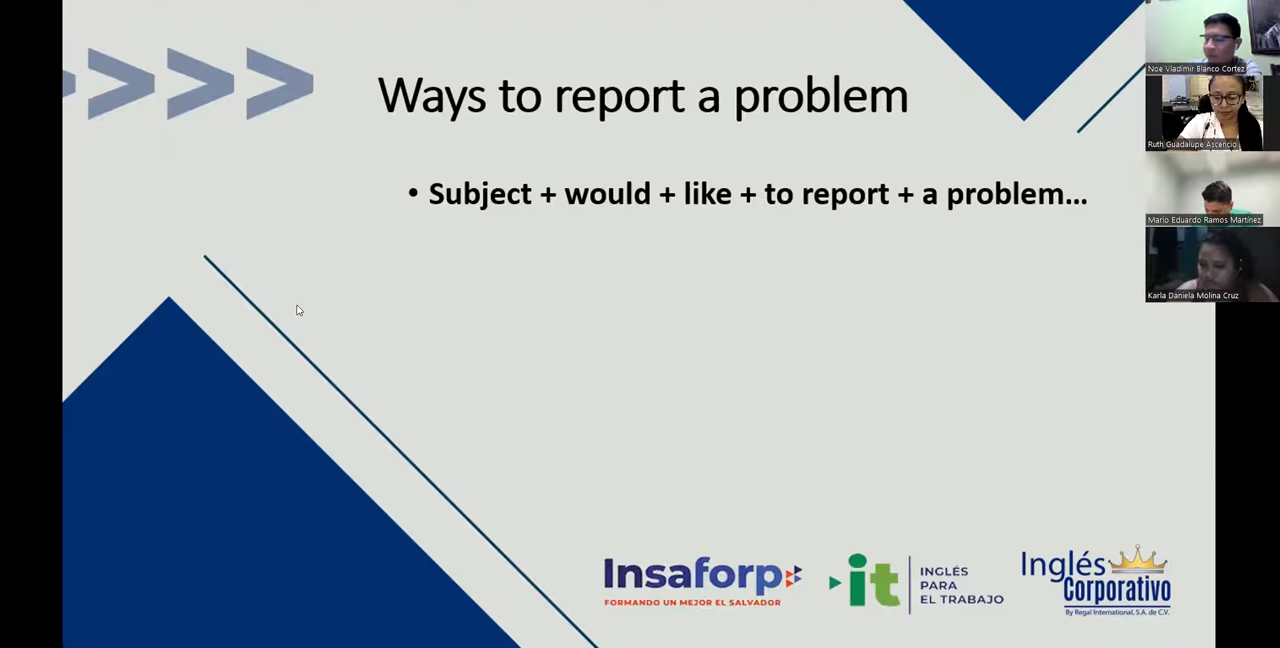 Ways to report a problem
• Subject + would + like + to report + a problem...
Noe Vladimir Blanco Cortez
Ruth Guadalupe Ascencio
Mario Eduardo Ramos Martínez
Karla Daniela Molina Cruz
Insaforp
FORMANDO UN MEJOR EL SALVADOR
it
INGLÉS
PARA
EL TRABAJO
Inglés
Corporativo
By Regal International, S.A. de C.V.